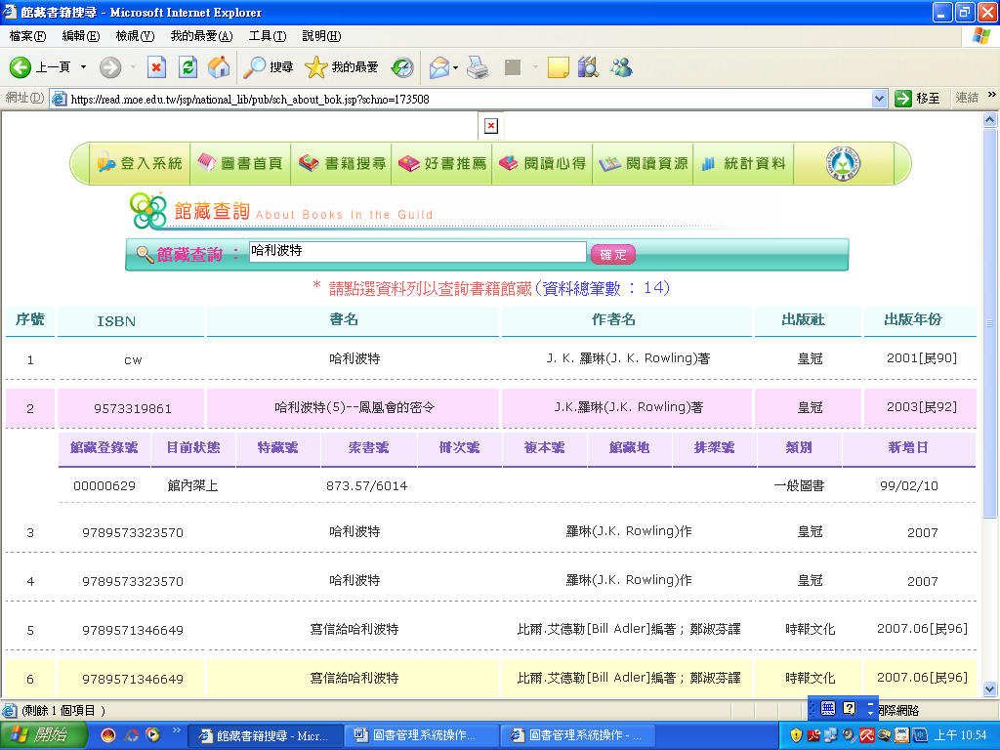 館藏書籍搜尋 - Microsoft Internet Explorer
檔案(F) 編輯(E) 檢視(V) 我的最愛(A) 工具(T) 說明(H)
上一頁 搜尋 我的最愛
網址(D) https://read.moe.edu.tw/jsp/national_lib/pub/sch_about_bok.jsp?schno=173508 移至 連結 »
登入系統 圖書首頁 書籍搜尋 好書推薦 閱讀心得 閱讀資源 統計資料
館藏查詢 About Books In the Guild
館藏查詢 : 哈利波特 確定
* 請點選資料列以查詢書籍館藏(資料總筆數 : 14)
序號 ISBN 書名 作者名 出版社 出版年份
1 cw 哈利波特 J. K. 羅琳(J. K. Rowling)著 皇冠 2001[民90]
2 9573319861 哈利波特(5)--鳳凰會的密令 J.K.羅琳(J.K. Rowling)著 皇冠 2003[民92]
館藏登錄號 目前狀態 特藏號 索書號 冊次號 複本號 館藏地 排架號 類別 新增日
00000629 館內架上 873.57/6014 一般圖書 99/02/10
3 9789573323570 哈利波特 羅琳(J.K. Rowling)作 皇冠 2007
4 9789573323570 哈利波特 羅琳(J.K. Rowling)作 皇冠 2007
5 9789571346649 寫信給哈利波特 比爾.艾德勒[Bill Adler]編著 ; 鄭淑芬譯 時報文化 2007.06[民96]
6 9789571346649 寫信給哈利波特 比爾.艾德勒[Bill Adler]編著 ; 鄭淑芬譯 時報文化 2007.06[民96]
(剩餘 1 個項目 ) 網際網路
開始 » 館藏書籍搜尋 - Micr... 圖書管理系統操作... 圖書管理系統操作 - ... 上午 10:54